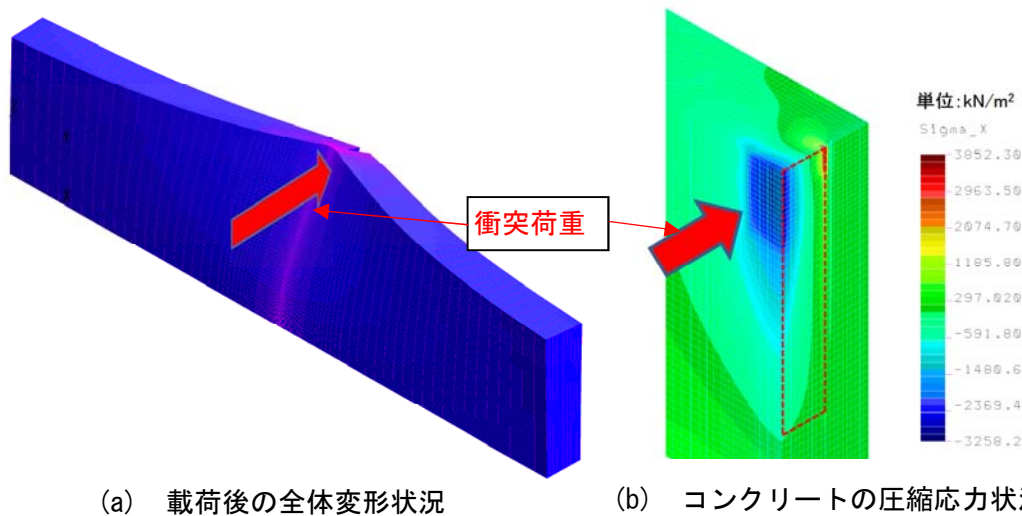 単位:kN/m²
Sigma_X
3852.30
2963.50
2074.70
1185.80
297.020
-591.80
-1480.6
-2369.4
-3258.2
衝突荷重
(a) 載荷後の全体変形状況
(b) コンクリートの圧縮応力状